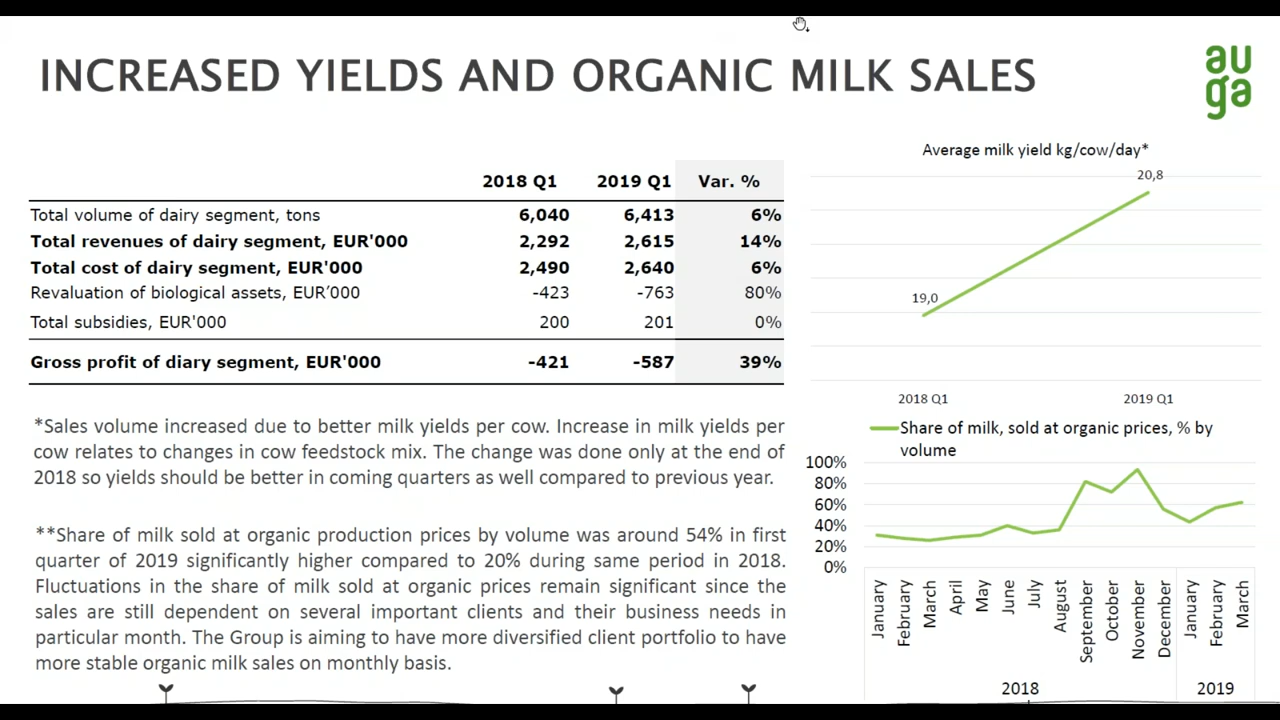 INCREASED YIELDS AND ORGANIC MILK SALES
au
ga
2018 Q1 2019 Q1 Var. %
Total volume of dairy segment, tons 6,040 6,413 6%
Total revenues of dairy segment, EUR'000 2,292 2,615 14%
Total cost of dairy segment, EUR'000 2,490 2,640 6%
Revaluation of biological assets, EUR’000 -423 -763 80%
Total subsidies, EUR'000 200 201 0%
Gross profit of diary segment, EUR'000 -421 -587 39%
*Sales volume increased due to better milk yields per cow. Increase in milk yields per
cow relates to changes in cow feedstock mix. The change was done only at the end of
2018 so yields should be better in coming quarters as well compared to previous year.
**Share of milk sold at organic production prices by volume was around 54% in first
quarter of 2019 significantly higher compared to 20% during same period in 2018.
Fluctuations in the share of milk sold at organic prices remain significant since the
sales are still dependent on several important clients and their business needs in
particular month. The Group is aiming to have more diversified client portfolio to have
more stable organic milk sales on monthly basis.
Average milk yield kg/cow/day*
20,8
19,0
2018 Q1 2019 Q1
Share of milk, sold at organic prices, % by
volume
100%
80%
60%
40%
20%
0%
January
February
March
April
May
June
July
August
September
October
November
December
January
February
March
2018 2019